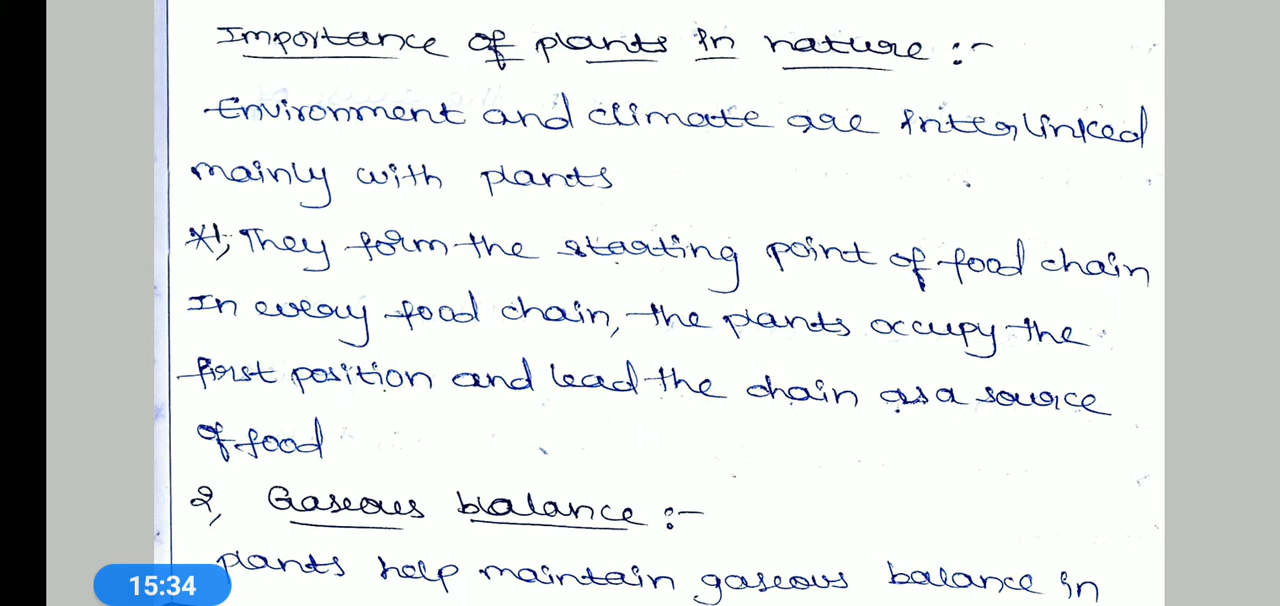 Importance of plants in nature :-
Environment and climate are interlinked
mainly with plants
*1, They form the starting point of food chain
In every food chain, the plants occupy the
first position and lead the chain as a source
of food
2, Gaseous balance :-
plants help maintain gaseous balance in
15:34